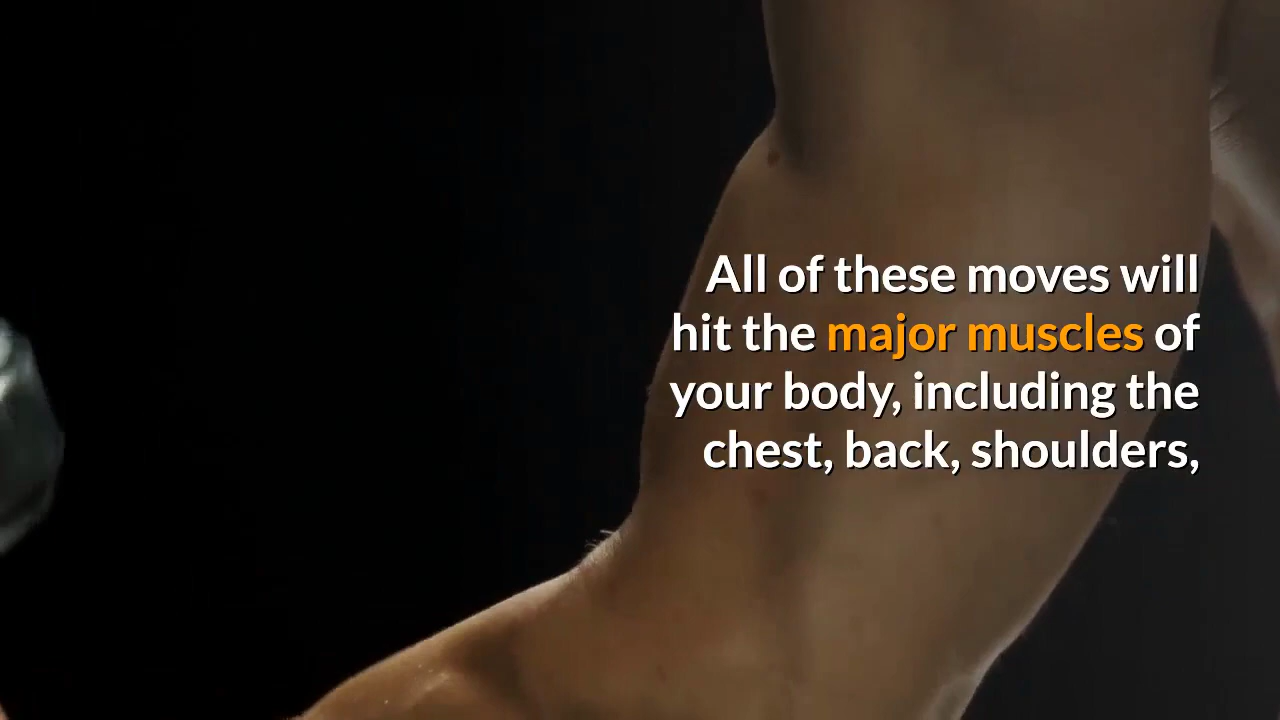 All of these moves will
hit the major muscles of
your body, including the
chest, back, shoulders,